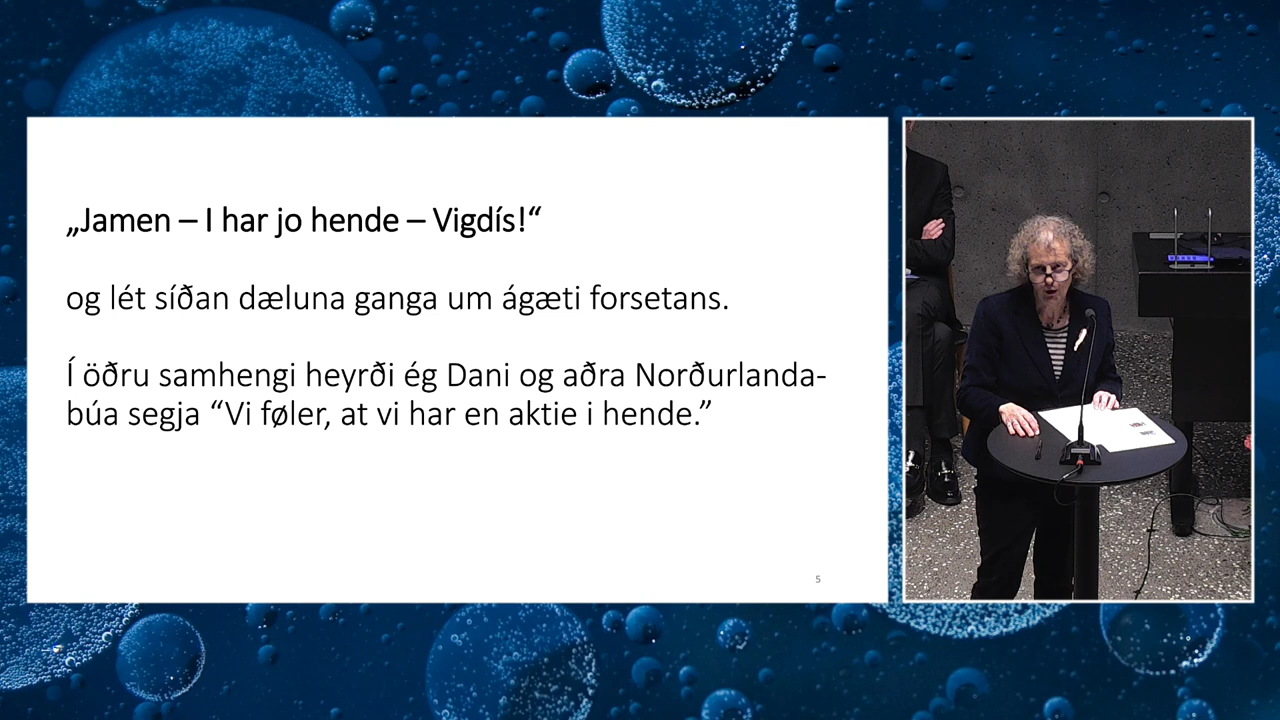 „Jamen – I har jo hende – Vigdís!“
og lét síðan dæluna ganga um ágæti forsetans.
Í öðru samhengi heyrði ég Dani og aðra Norðurlanda-
búa segja “Vi føler, at vi har en aktie i hende.”
5